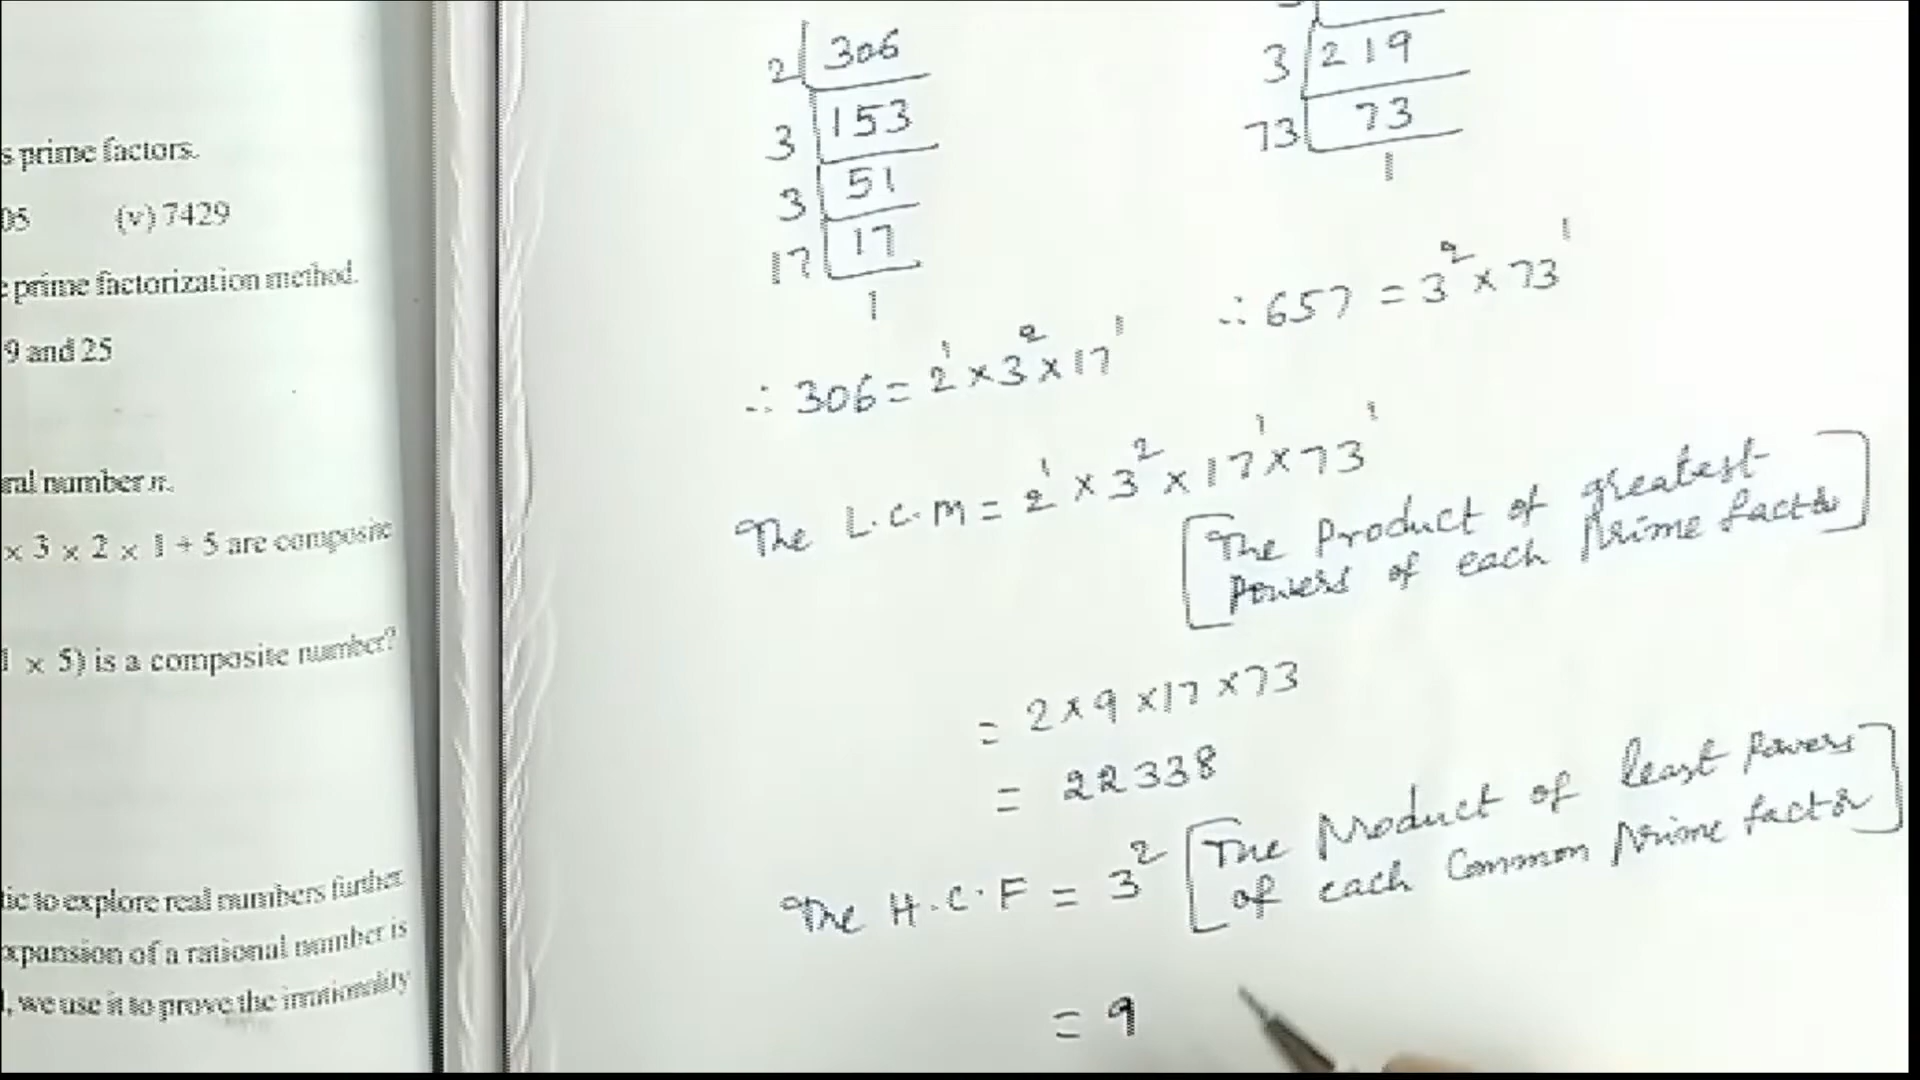 s prime factors.
05 (v) 7429
prime factorization method.
9 and 25
ral number n.
× 3 × 2 × 1 + 5 are composite
1 × 5) is a composite number?
tic to explore real numbers further.
xpansion of a rational number is
, we use it to prove the irrationality
2 306
3 153
3 51
17 17
1
3 219
73 73
1
∴ 306 = 2¹ × 3² × 17¹
∴ 657 = 3² × 73¹
The L.C.M = 2¹ × 3² × 17¹ × 73¹
[The Product of greatest
Powers of each Prime factor]
= 2 × 9 × 17 × 73
= 22338
The H.C.F = 3² [The Product of least Powers
of each Common Prime factor]
= 9